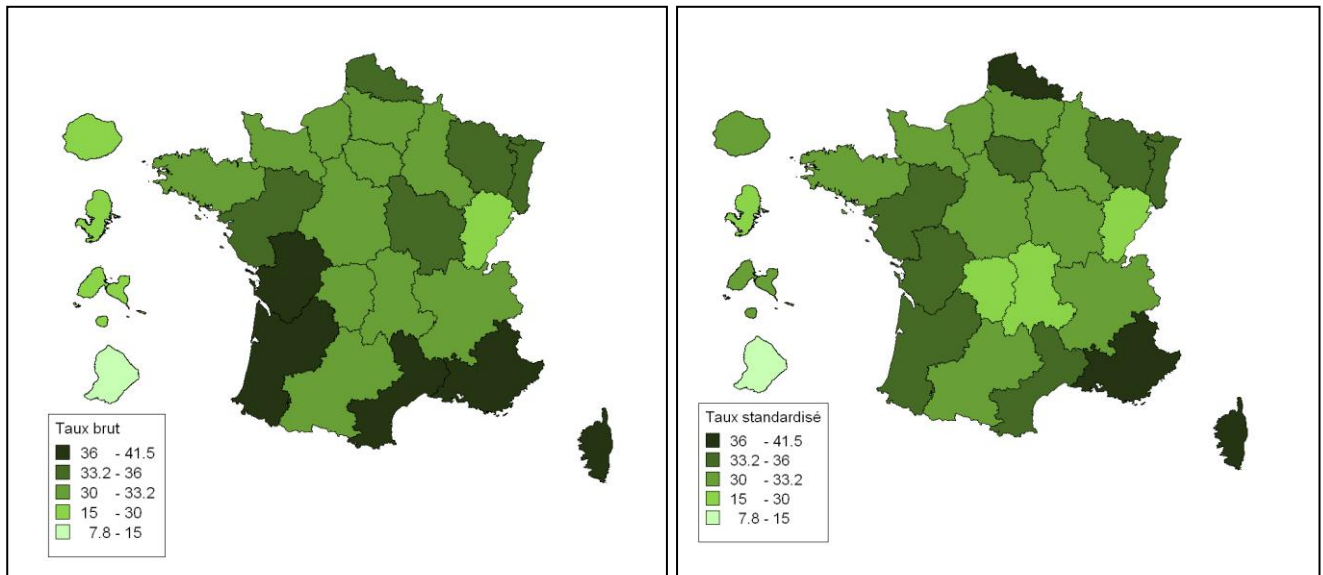 Taux brut
36 - 41.5
33.2 - 36
30 - 33.2
15 - 30
7.8 - 15
Taux standardisé
36 - 41.5
33.2 - 36
30 - 33.2
15 - 30
7.8 - 15